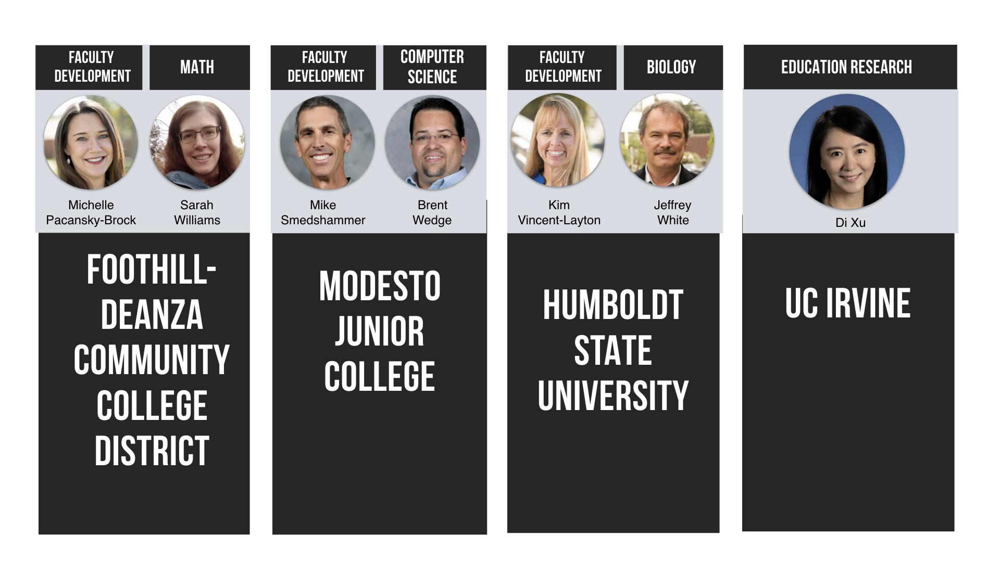 FACULTY
DEVELOPMENT
MATH
Michelle
Pacansky-Brock
Sarah
Williams
FOOTHILL-
DEANZA
COMMUNITY
COLLEGE
DISTRICT
FACULTY
DEVELOPMENT
COMPUTER
SCIENCE
Mike
Smedshammer
Brent
Wedge
MODESTO
JUNIOR
COLLEGE
FACULTY
DEVELOPMENT
BIOLOGY
Kim
Vincent-Layton
Jeffrey
White
HUMBOLDT
STATE
UNIVERSITY
EDUCATION RESEARCH
Di Xu
UC IRVINE